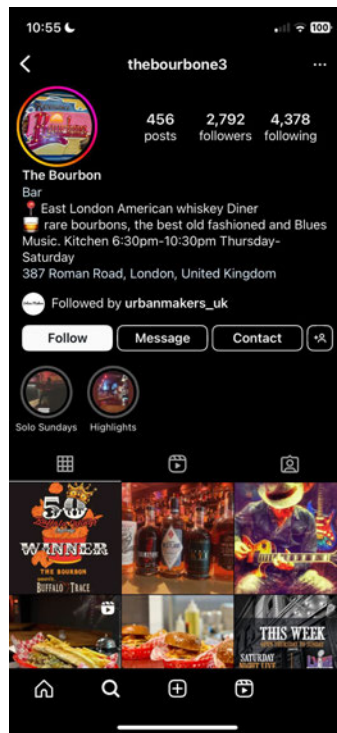 10:55
100
thebourbone3
456 2,792 4,378
posts followers following
The Bourbon
Bar
East London American whiskey Diner
rare bourbons, the best old fashioned and Blues
Music. Kitchen 6:30pm-10:30pm Thursday-
Saturday
387 Roman Road, London, United Kingdom
Followed by urbanmakers_uk
Follow Message Contact
Solo Sundays Highlights
50
WINNER
THE BOURBON
BUFFALO TRACE
THIS WEEK
SATURDAY